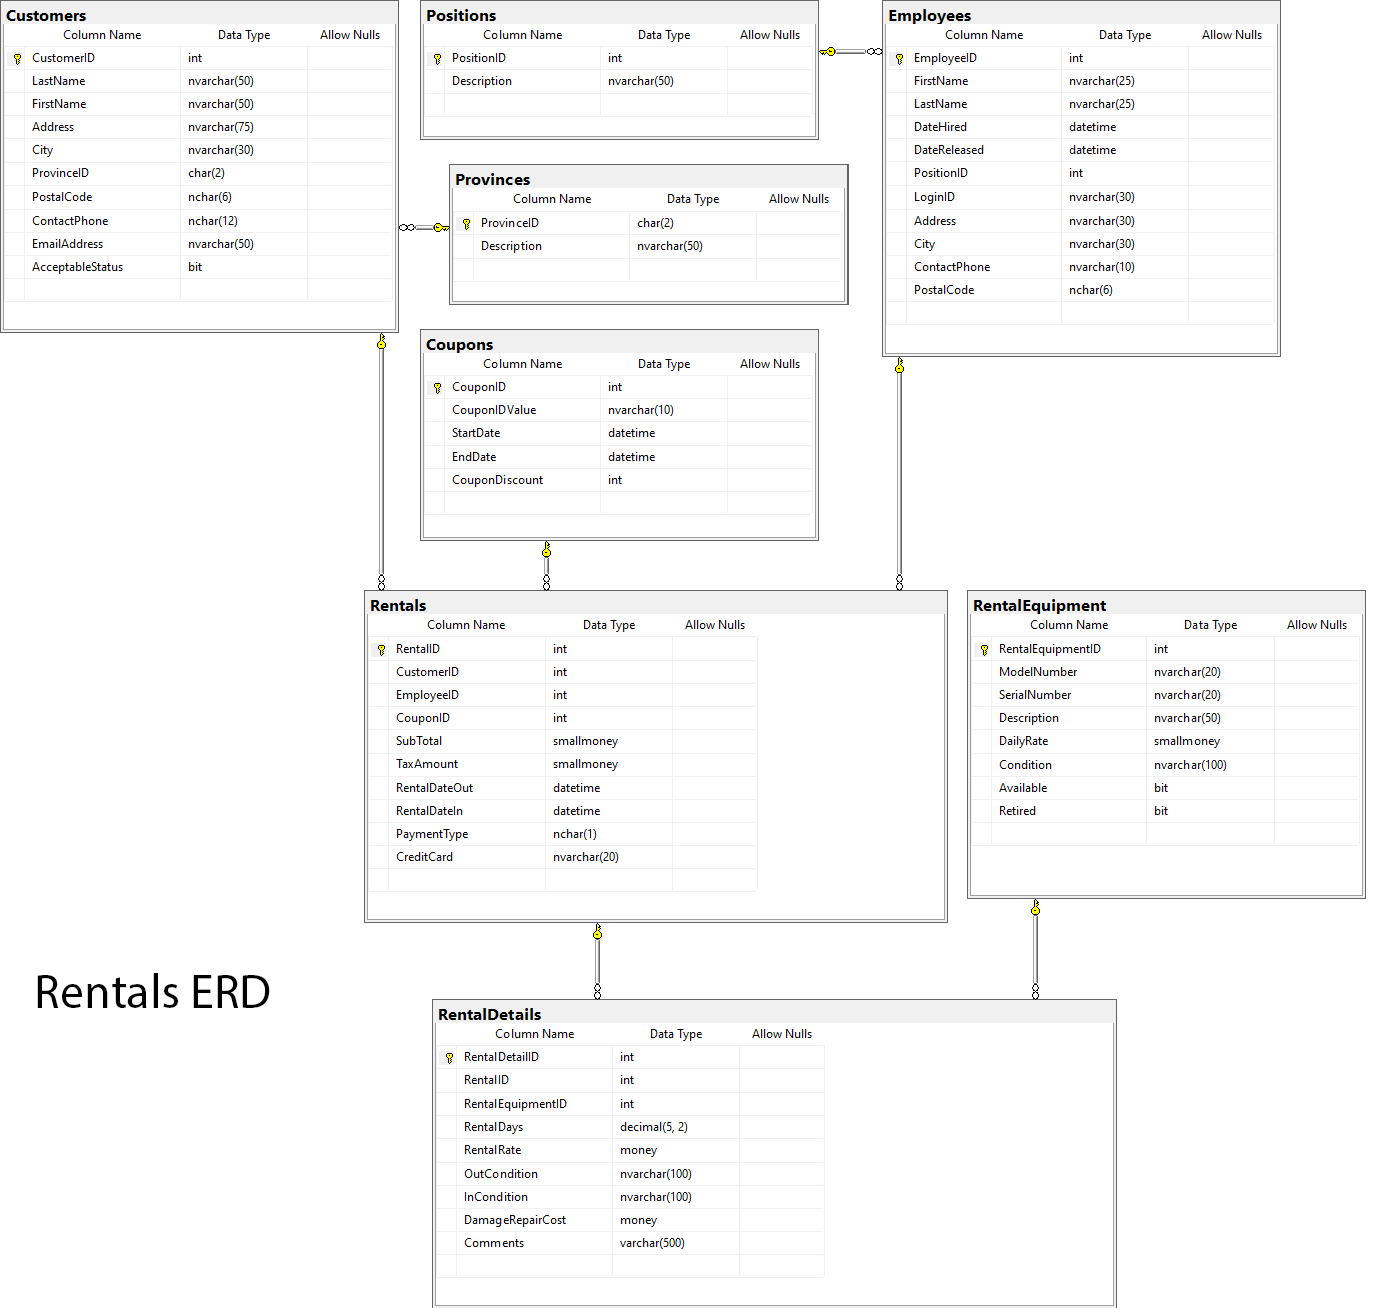 Customers
Column Name Data Type Allow Nulls
CustomerID int
LastName nvarchar(50)
FirstName nvarchar(50)
Address nvarchar(75)
City nvarchar(30)
ProvinceID char(2)
PostalCode nchar(6)
ContactPhone nchar(12)
EmailAddress nvarchar(50)
AcceptableStatus bit
Positions
Column Name Data Type Allow Nulls
PositionID int
Description nvarchar(50)
Employees
Column Name Data Type Allow Nulls
EmployeeID int
FirstName nvarchar(25)
LastName nvarchar(25)
DateHired datetime
DateReleased datetime
PositionID int
LoginID nvarchar(30)
Address nvarchar(30)
City nvarchar(30)
ContactPhone nvarchar(10)
PostalCode nchar(6)
Provinces
Column Name Data Type Allow Nulls
ProvinceID char(2)
Description nvarchar(50)
Coupons
Column Name Data Type Allow Nulls
CouponID int
CouponIDValue nvarchar(10)
StartDate datetime
EndDate datetime
CouponDiscount int
Rentals
Column Name Data Type Allow Nulls
RentalID int
CustomerID int
EmployeeID int
CouponID int
SubTotal smallmoney
TaxAmount smallmoney
RentalDateOut datetime
RentalDateIn datetime
PaymentType nchar(1)
CreditCard nvarchar(20)
RentalEquipment
Column Name Data Type Allow Nulls
RentalEquipmentID int
ModelNumber nvarchar(20)
SerialNumber nvarchar(20)
Description nvarchar(50)
DailyRate smallmoney
Condition nvarchar(100)
Available bit
Retired bit
Rentals ERD
RentalDetails
Column Name Data Type Allow Nulls
RentalDetailID int
RentalID int
RentalEquipmentID int
RentalDays decimal(5, 2)
RentalRate money
OutCondition nvarchar(100)
InCondition nvarchar(100)
DamageRepairCost money
Comments varchar(500)